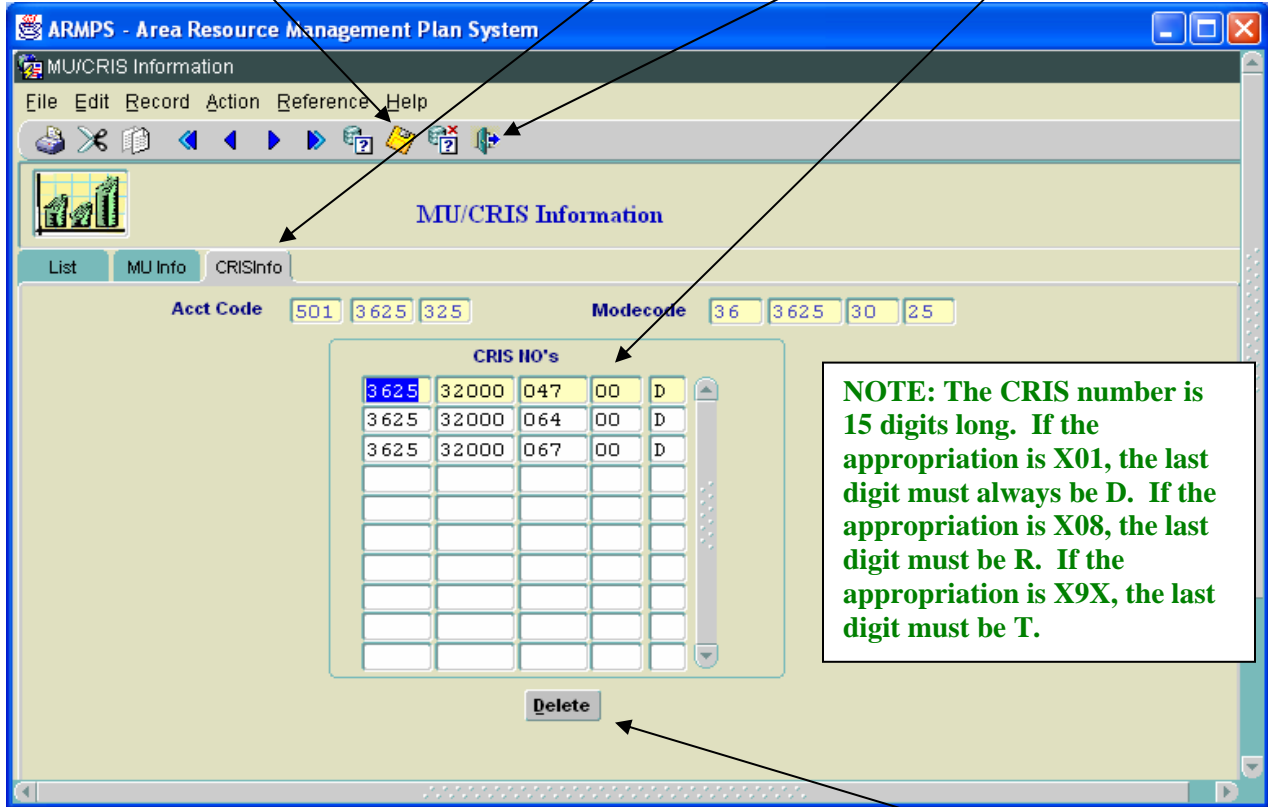 ARMPS - Area Resource Management Plan System
MU/CRIS Information
File Edit Record Action Reference Help
MU/CRIS Information
List MU Info CRISInfo
Acct Code 501 3625 325 Modecode 36 3625 30 25
CRIS NO's
3625 32000 047 00 D
3625 32000 064 00 D
3625 32000 067 00 D
NOTE: The CRIS number is
15 digits long. If the
appropriation is X01, the last
digit must always be D. If the
appropriation is X08, the last
digit must be R. If the
appropriation is X9X, the last
digit must be T.
Delete